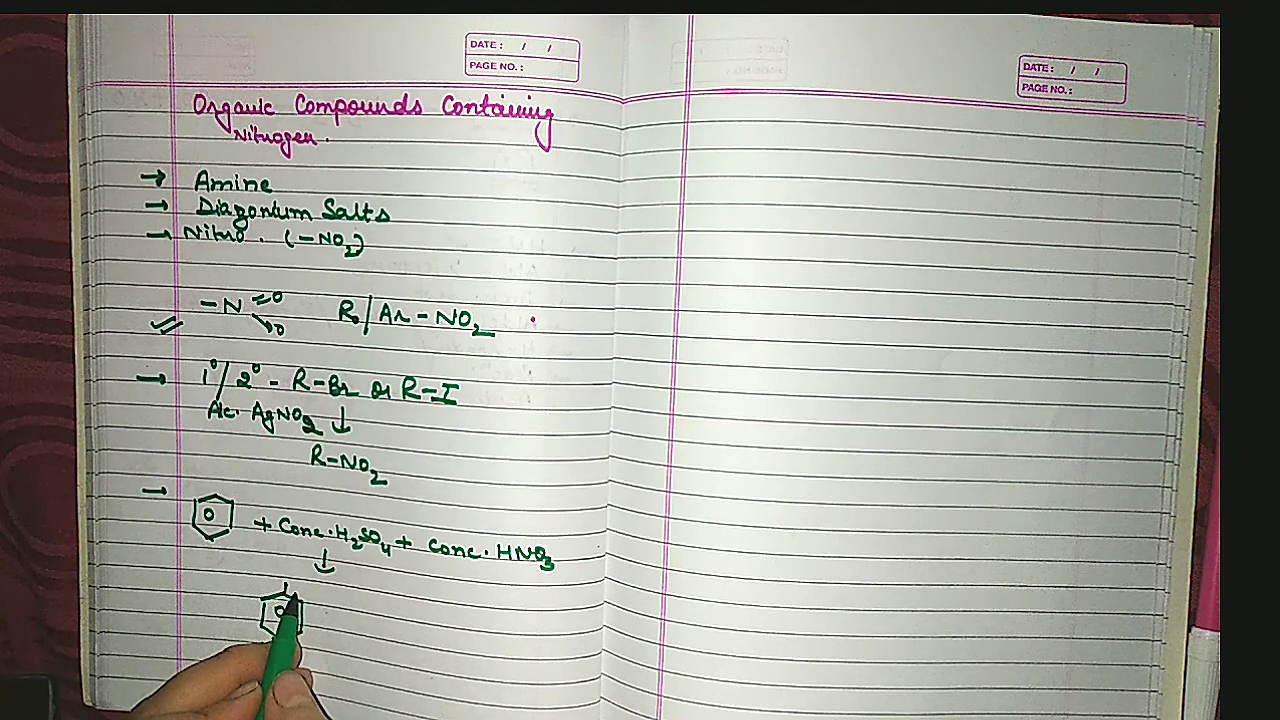 DATE: / /
PAGE NO.:
DATE: / /
PAGE NO.:
Organic Compounds Containing
Nitrogen.
→ Amine
→ Diazonium Salts
→ Nitro. (-NO2)
-N =O →O R/Ar - NO2
→ 1°/2° - R-Br or R-I
Alc. AgNO2 ↓
R-NO2
→
+ Conc. H2SO4 + Conc. HNO3
↓